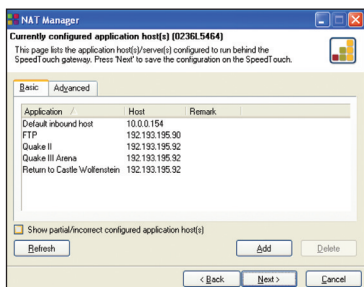 NAT Manager
Currently configured application host(s) (0236L5464)
This page lists the application host(s)/server(s) configured to run behind the
SpeedTouch gateway. Press 'Next' to save the configuration on the SpeedTouch.
Basic Advanced
Application Host Remark
Default inbound host 10.0.0.154
FTP 192.193.195.90
Quake II 192.193.195.92
Quake III Arena 192.193.195.92
Return to Castle Wolfenstein 192.193.195.92
Show partial/incorrect configured application host(s)
Refresh Add Delete
< Back Next > Cancel